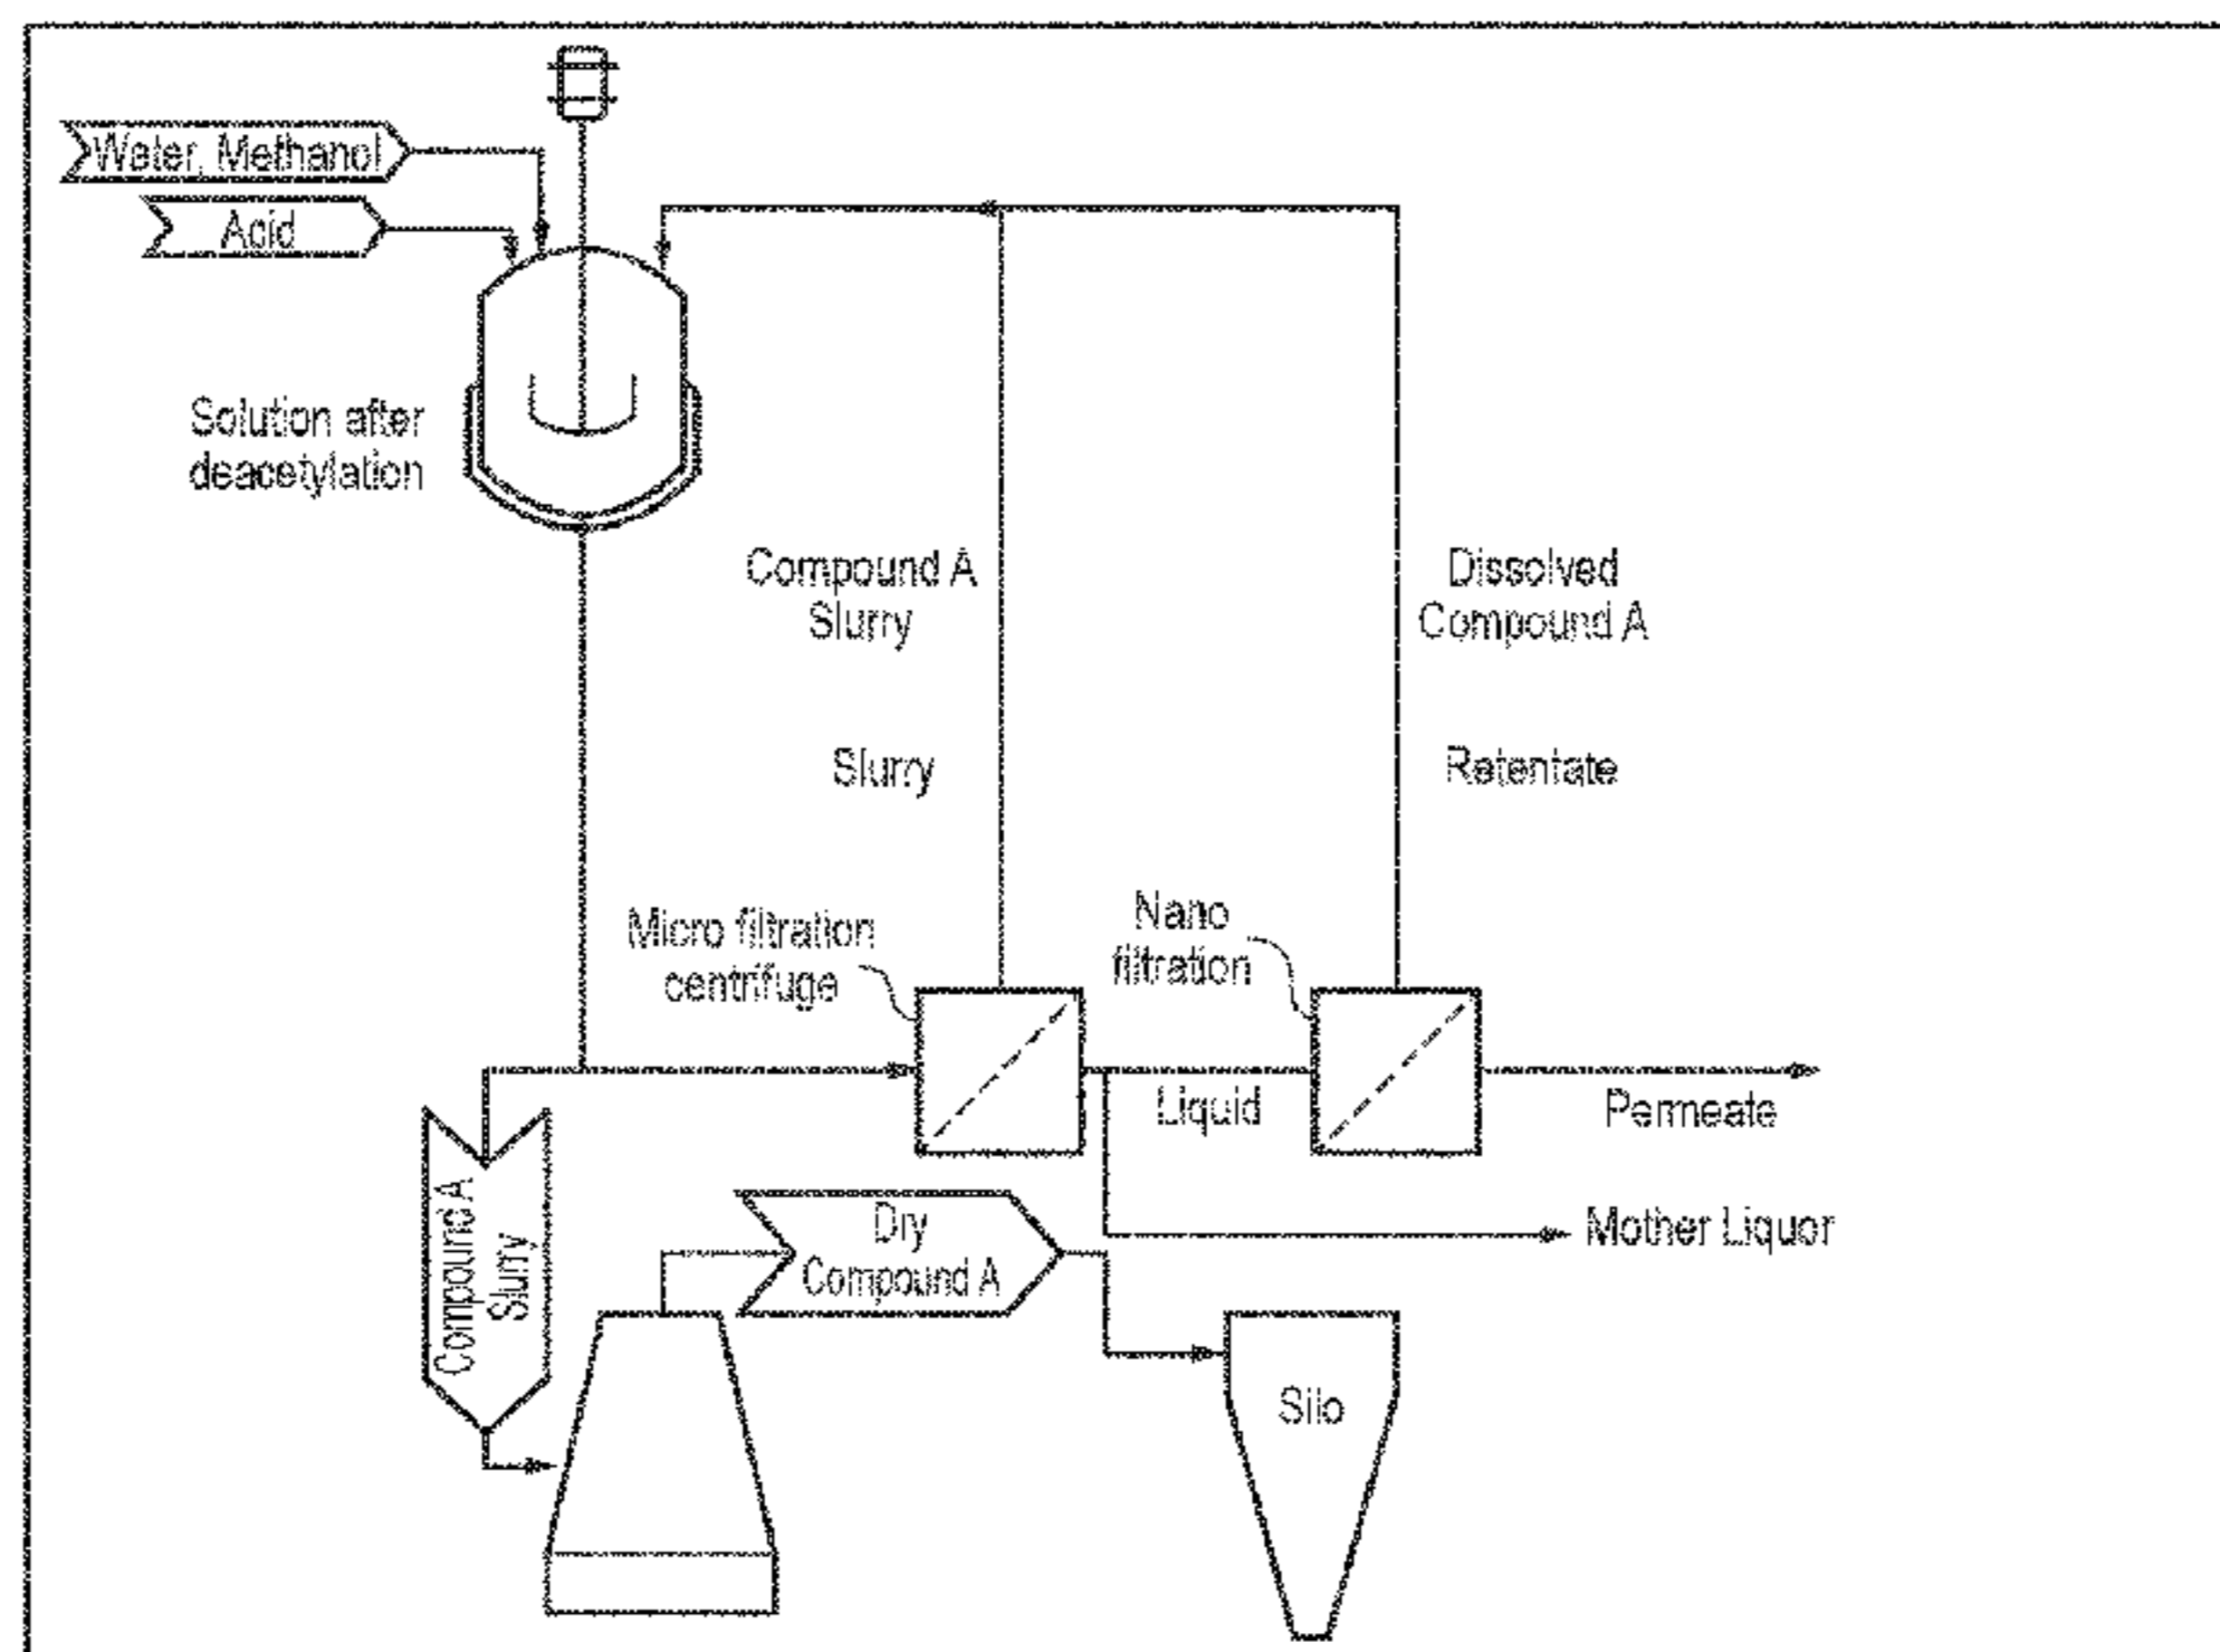 Water, Methanol
Acid
Solution after
deacetylation
Compound A
Slurry
Dissolved
Compound A
Slurry
Retentate
Micro filtration
centrifuge
Nano
filtration
Liquid
Permeate
Mother Liquor
Compound A
Slurry
Dry
Compound A
Silo